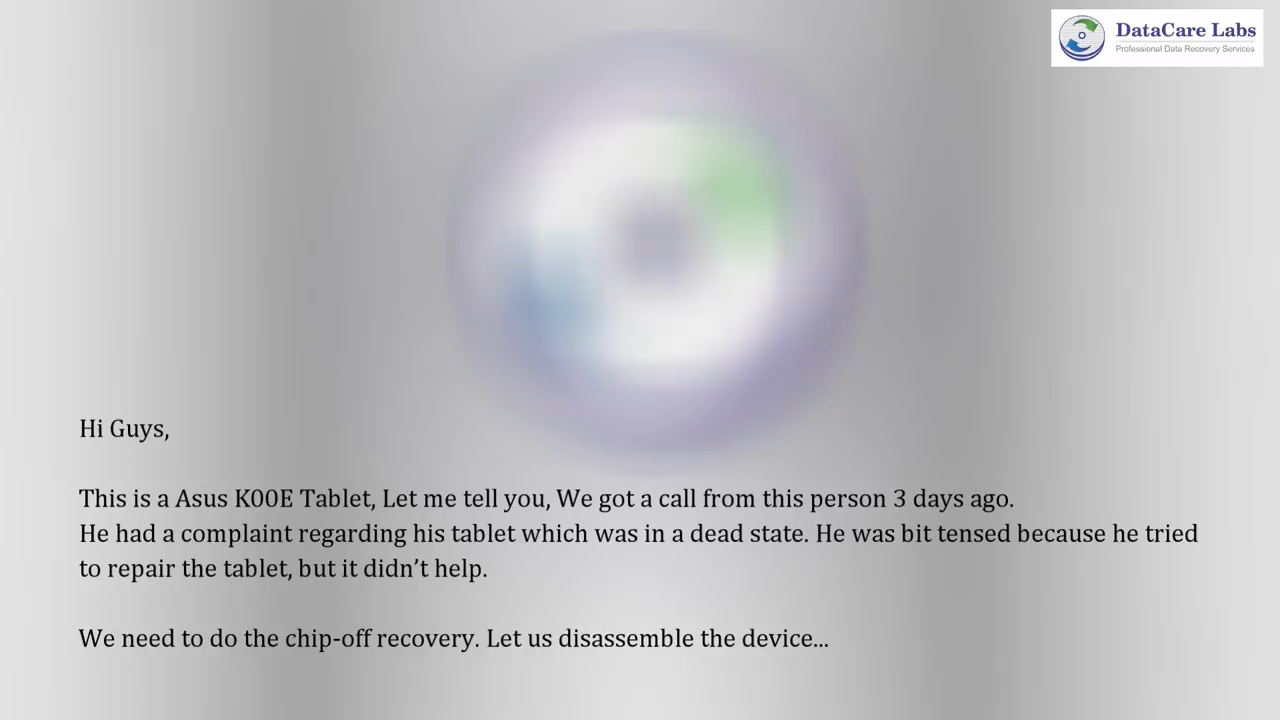 DataCare Labs
Professional Data Recovery Services
Hi Guys,
This is a Asus K00E Tablet, Let me tell you, We got a call from this person 3 days ago.
He had a complaint regarding his tablet which was in a dead state. He was bit tensed because he tried
to repair the tablet, but it didn’t help.
We need to do the chip-off recovery. Let us disassemble the device...